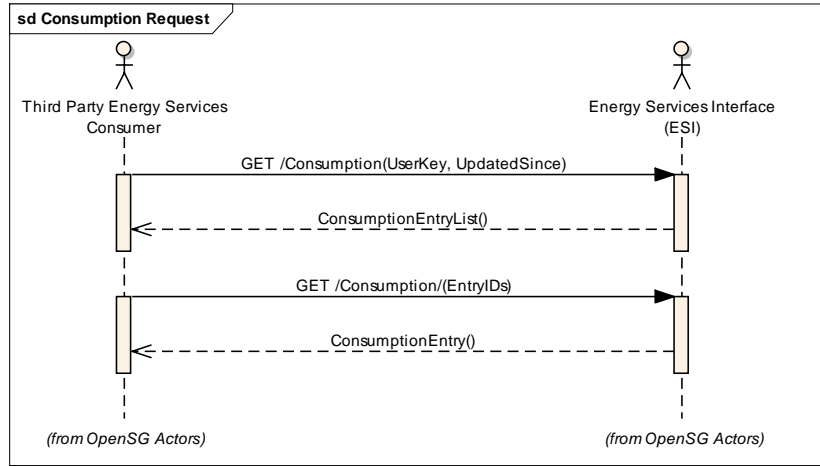 sd Consumption Request
Third Party Energy Services
Consumer
Energy Services Interface
(ESI)
GET /Consumption(UserKey, UpdatedSince)
ConsumptionEntryList()
GET /Consumption/(EntryIDs)
ConsumptionEntry()
(from OpenSG Actors)
(from OpenSG Actors)